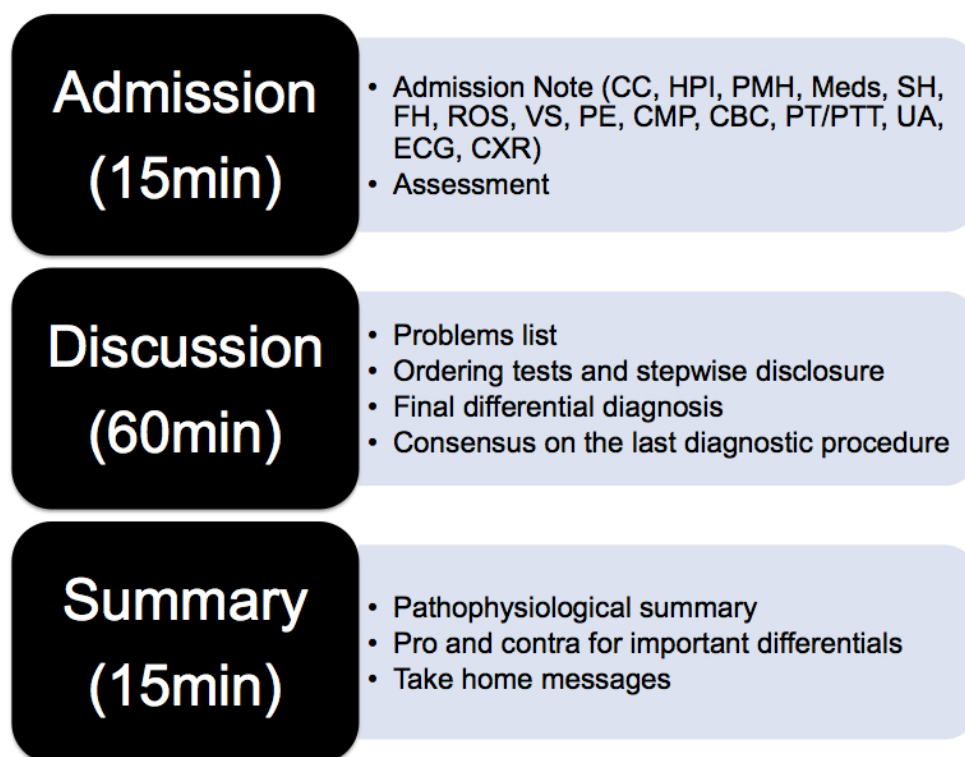 Admission
(15min)
• Admission Note (CC, HPI, PMH, Meds, SH,
FH, ROS, VS, PE, CMP, CBC, PT/PTT, UA,
ECG, CXR)
• Assessment
Discussion
(60min)
• Problems list
• Ordering tests and stepwise disclosure
• Final differential diagnosis
• Consensus on the last diagnostic procedure
Summary
(15min)
• Pathophysiological summary
• Pro and contra for important differentials
• Take home messages